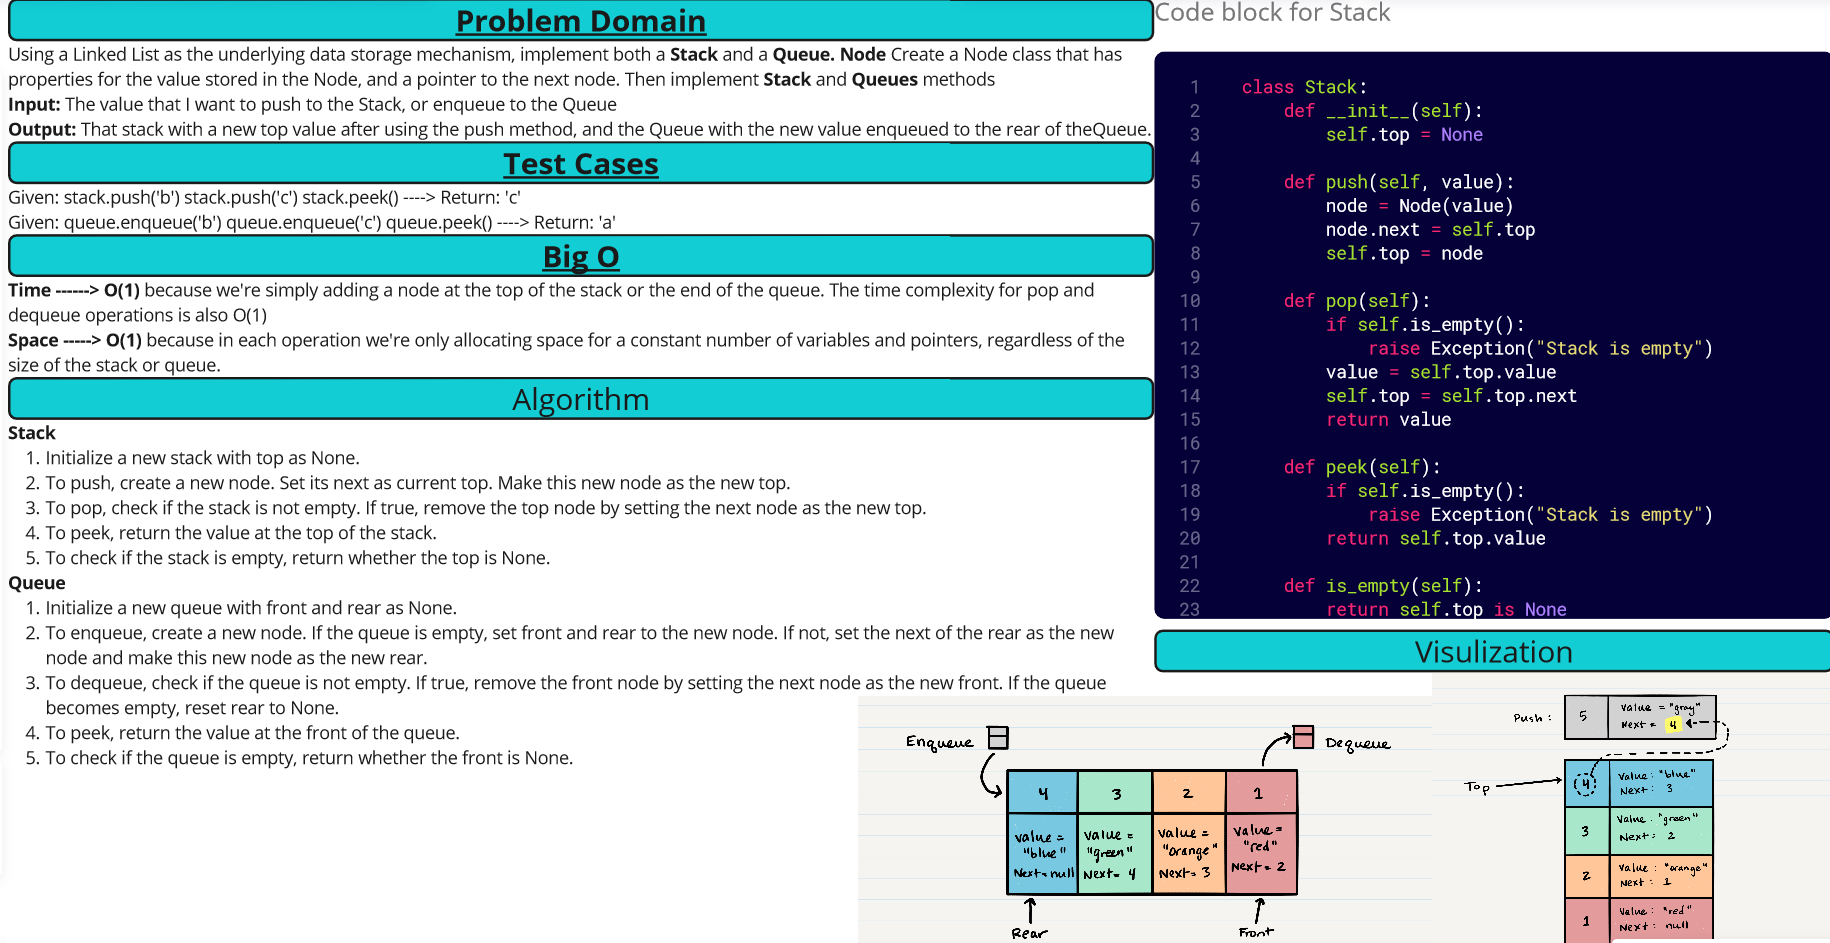 Problem Domain
Using a Linked List as the underlying data storage mechanism, implement both a Stack and a Queue. Node Create a Node class that has
properties for the value stored in the Node, and a pointer to the next node. Then implement Stack and Queues methods
Input: The value that I want to push to the Stack, or enqueue to the Queue
Output: That stack with a new top value after using the push method, and the Queue with the new value enqueued to the rear of theQueue.
Test Cases
Given: stack.push('b') stack.push('c') stack.peek() ----> Return: 'c'
Given: queue.enqueue('b') queue.enqueue('c') queue.peek() ----> Return: 'a'
Big O
Time ------> O(1) because we're simply adding a node at the top of the stack or the end of the queue. The time complexity for pop and
dequeue operations is also O(1)
Space -----> O(1) because in each operation we're only allocating space for a constant number of variables and pointers, regardless of the
size of the stack or queue.
Algorithm
Stack
1. Initialize a new stack with top as None.
2. To push, create a new node. Set its next as current top. Make this new node as the new top.
3. To pop, check if the stack is not empty. If true, remove the top node by setting the next node as the new top.
4. To peek, return the value at the top of the stack.
5. To check if the stack is empty, return whether the top is None.
Queue
1. Initialize a new queue with front and rear as None.
2. To enqueue, create a new node. If the queue is empty, set front and rear to the new node. If not, set the next of the rear as the new
node and make this new node as the new rear.
3. To dequeue, check if the queue is not empty. If true, remove the front node by setting the next node as the new front. If the queue
becomes empty, reset rear to None.
4. To peek, return the value at the front of the queue.
5. To check if the queue is empty, return whether the front is None.
Code block for Stack
1 class Stack:
2 def __init__(self):
3 self.top = None
4
5 def push(self, value):
6 node = Node(value)
7 node.next = self.top
8 self.top = node
9
10 def pop(self):
11 if self.is_empty():
12 raise Exception("Stack is empty")
13 value = self.top.value
14 self.top = self.top.next
15 return value
16
17 def peek(self):
18 if self.is_empty():
19 raise Exception("Stack is empty")
20 return self.top.value
21
22 def is_empty(self):
23 return self.top is None
Visulization
Enqueue
Dequeue
4 3 2 1
value = "blue" Next= null
value = "green" Next= 4
value = "orange" Next= 3
value= "red" Next= 2
Rear
Front
Push :
5
value = "gray"
Next = 4
Top
4
Value : "blue"
Next : 3
3
Value : "green"
Next : 2
2
Value : "orange"
Next : 1
1
Value : "red"
Next : null